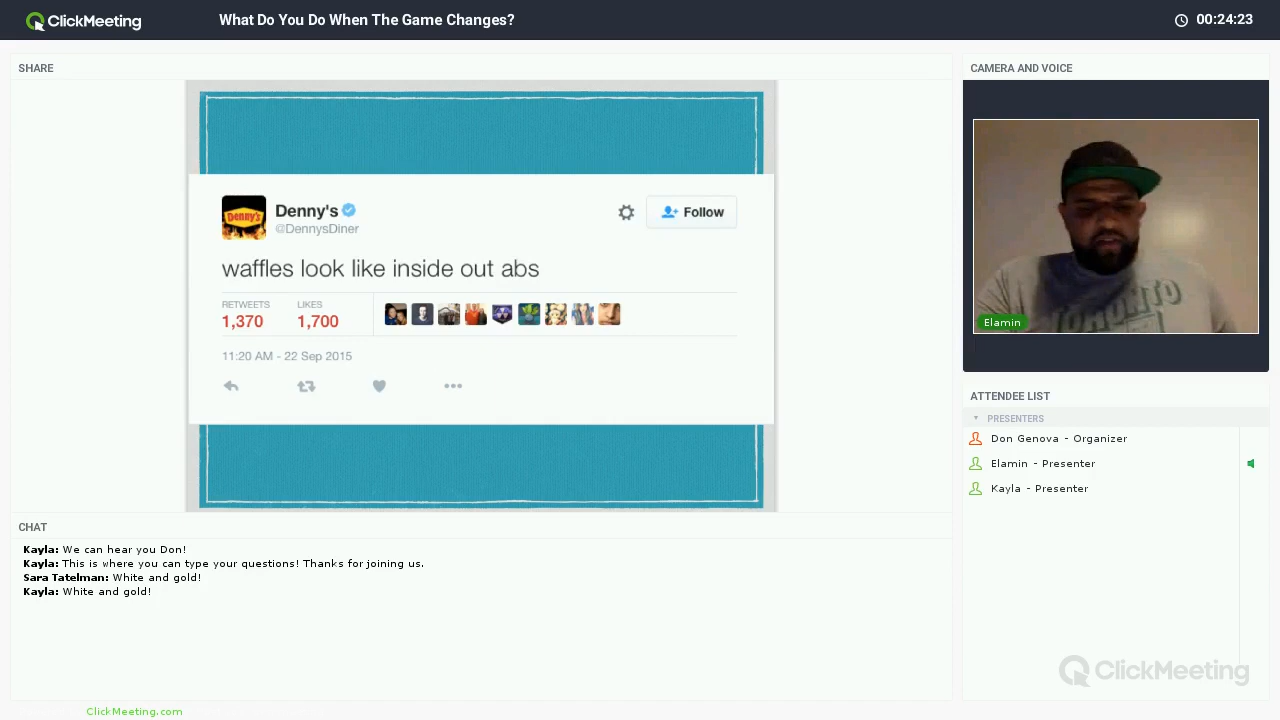 ClickMeeting
What Do You Do When The Game Changes?
00:24:23
SHARE
Denny's
Denny's
@DennysDiner
Follow
waffles look like inside out abs
RETWEETS
LIKES
1,370
1,700
11:20 AM - 22 Sep 2015
CHAT
Kayla: We can hear you Don!
Kayla: This is where you can type your questions! Thanks for joining us.
Sara Tatelman: White and gold!
Kayla: White and gold!
CAMERA AND VOICE
Elamin
ATTENDEE LIST
PRESENTERS
Don Genova - Organizer
Elamin - Presenter
Kayla - Presenter
ClickMeeting
ClickMeeting.com